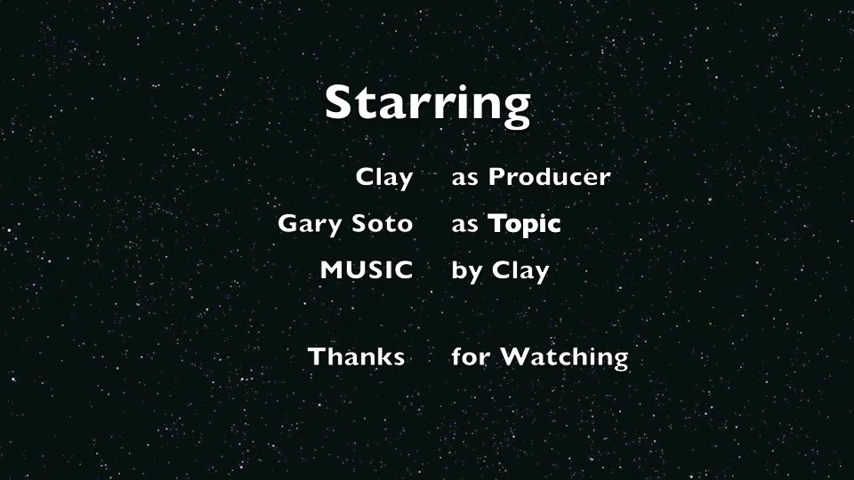 Starring
Clay as Producer
Gary Soto as Topic
MUSIC by Clay
Thanks for Watching